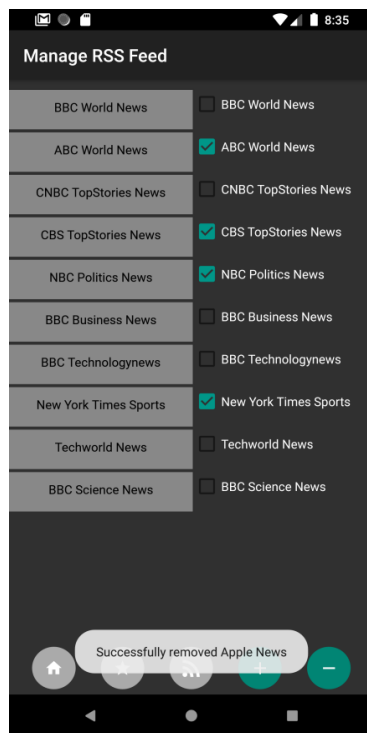 8:35
Manage RSS Feed
BBC World News BBC World News
ABC World News ABC World News
CNBC TopStories News CNBC TopStories News
CBS TopStories News CBS TopStories News
NBC Politics News NBC Politics News
BBC Business News BBC Business News
BBC Technologynews BBC Technologynews
New York Times Sports New York Times Sports
Techworld News Techworld News
BBC Science News BBC Science News
Successfully removed Apple News